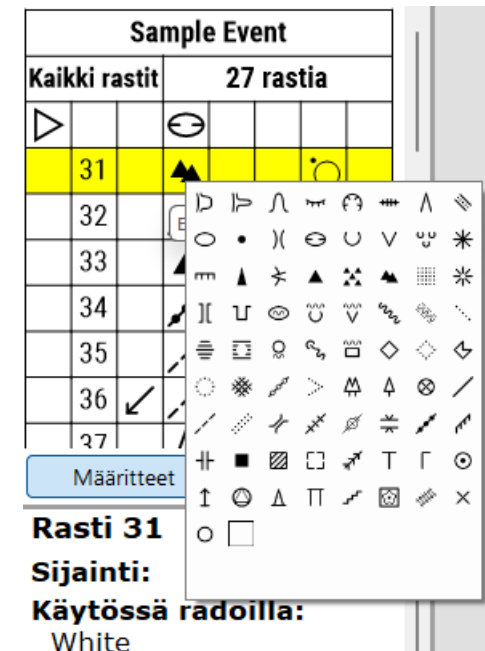 Sample Event
Kaikki rastit 27 rastia
31
32
33
34
35
36
37
Määritteet
Rasti 31
Sijainti:
Käytössä radoilla:
White